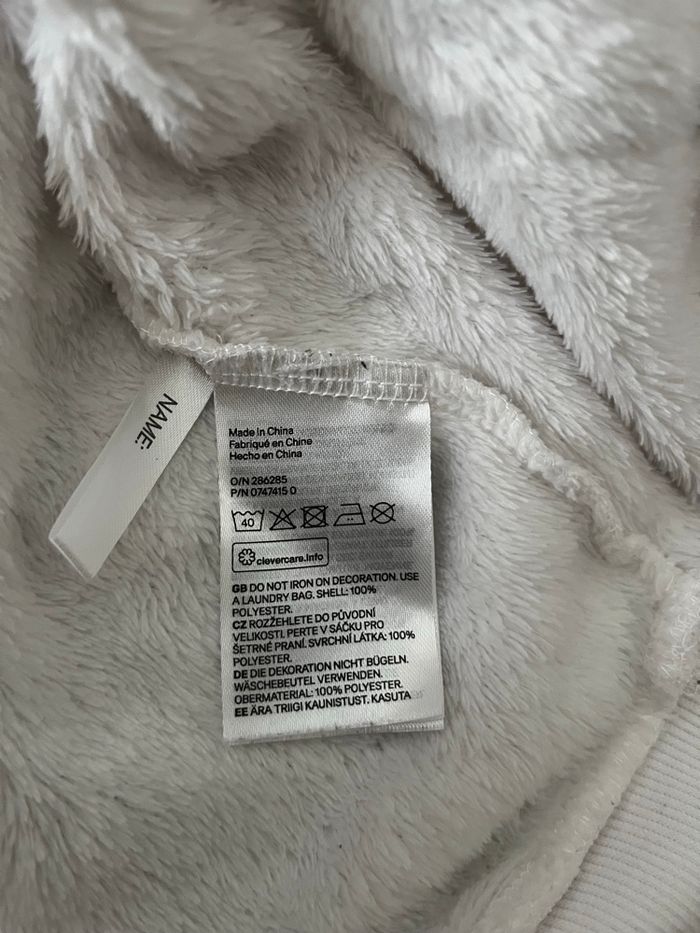 NAME:
Made in China
Fabriqué en Chine
Hecho en China
O/N 286285
P/N 0747415 0
40
clevercare.info
GB DO NOT IRON ON DECORATION. USE
A LAUNDRY BAG. SHELL: 100%
POLYESTER.
CZ ROZŽEHLETE DO PŮVODNÍ
VELIKOSTI. PERTE V SÁČKU PRO
ŠETRNÉ PRANÍ. SVRCHNÍ LÁTKA: 100%
POLYESTER.
DE DIE DEKORATION NICHT BÜGELN.
WÄSCHEBEUTEL VERWENDEN.
OBERMATERIAL: 100% POLYESTER.
EE ÄRA TRIIGI KAUNISTUST. KASUTA